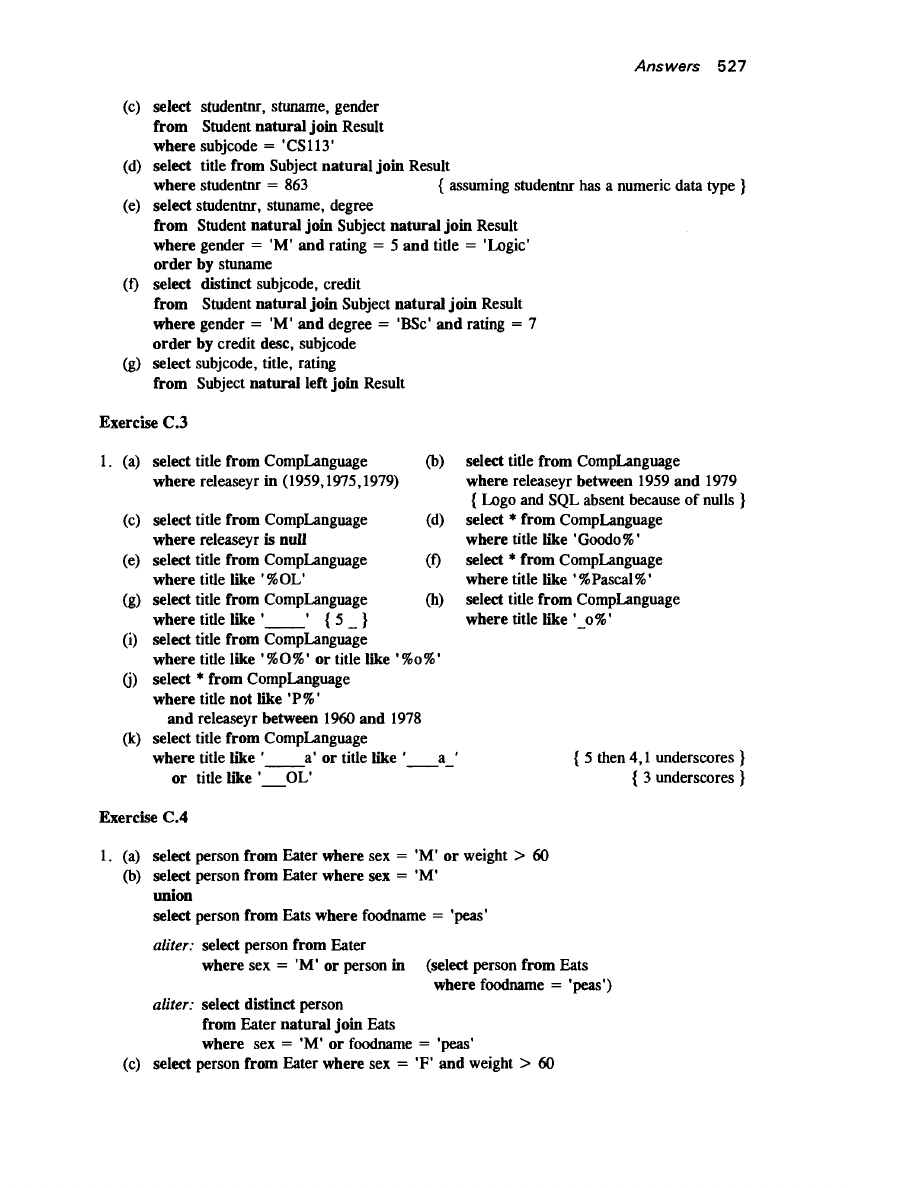 Answers 527
(c) select studentnr, stuname, gender
from Student natural join Result
where subjcode = 'CS113'
(d) select title from Subject natural join Result
where studentnr = 863 { assuming studentnr has a numeric data type }
(e) select studentnr, stuname, degree
from Student natural join Subject natural join Result
where gender = 'M' and rating = 5 and title = 'Logic'
order by stuname
(f) select distinct subjcode, credit
from Student natural join Subject natural join Result
where gender = 'M' and degree = 'BSc' and rating = 7
order by credit desc, subjcode
(g) select subjcode, title, rating
from Subject natural left join Result
Exercise C.3
1. (a) select title from CompLanguage (b) select title from CompLanguage
where releaseyr in (1959,1975,1979) where releaseyr between 1959 and 1979
{ Logo and SQL absent because of nulls }
(c) select title from CompLanguage (d) select * from CompLanguage
where releaseyr is null where title like 'Goodo%'
(e) select title from CompLanguage (f) select * from CompLanguage
where title like '%OL' where title like '%Pascal%'
(g) select title from CompLanguage (h) select title from CompLanguage
where title like '_____' { 5 _ } where title like '_o%'
(i) select title from CompLanguage
where title like '%O%' or title like '%o%'
(j) select * from CompLanguage
where title not like 'P%'
and releaseyr between 1960 and 1978
(k) select title from CompLanguage
where title like '_____a' or title like '____a_' { 5 then 4,1 underscores }
or title like '___OL' { 3 underscores }
Exercise C.4
1. (a) select person from Eater where sex = 'M' or weight > 60
(b) select person from Eater where sex = 'M'
union
select person from Eats where foodname = 'peas'
aliter: select person from Eater
where sex = 'M' or person in (select person from Eats
where foodname = 'peas')
aliter: select distinct person
from Eater natural join Eats
where sex = 'M' or foodname = 'peas'
(c) select person from Eater where sex = 'F' and weight > 60